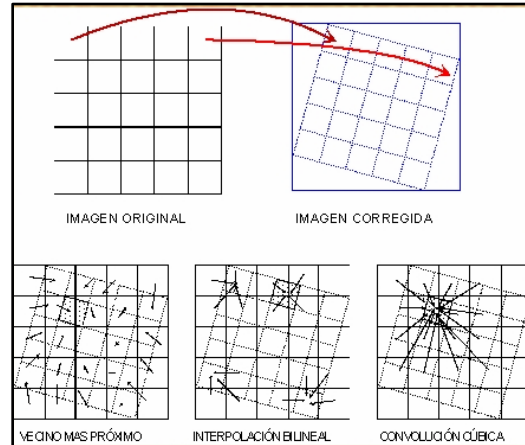 IMAGEN ORIGINAL
IMAGEN CORREGIDA
VECINO MAS PRÓXIMO
INTERPOLACIÓN BILINEAL
CONVOLUCIÓN CÚBICA